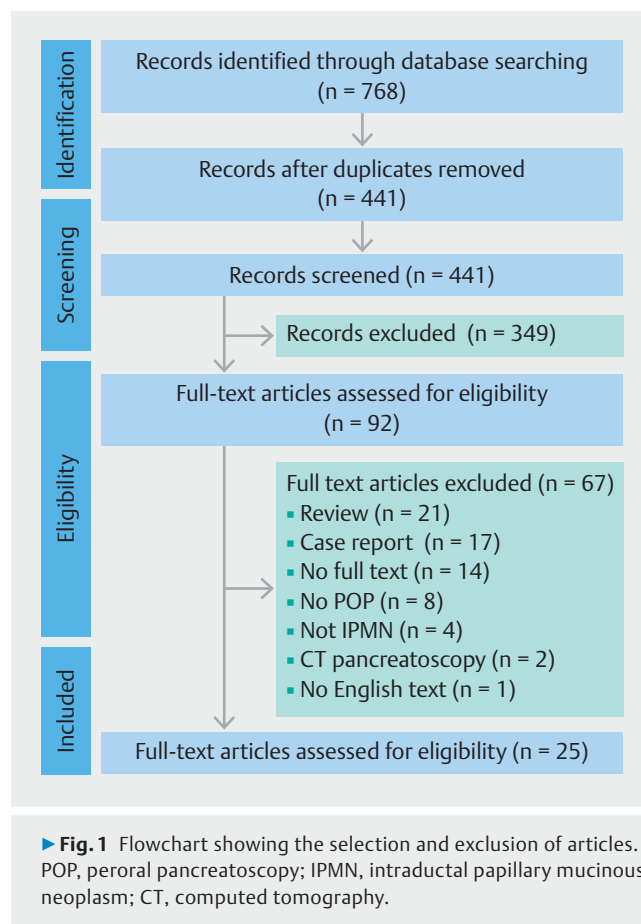 Identification
Records identified through database searching
(n = 768)
Records after duplicates removed
(n = 441)
Screening
Records screened (n = 441)
Records excluded (n = 349)
Eligibility
Full-text articles assessed for eligibility
(n = 92)
Full text articles excluded (n = 67)
▪ Review (n = 21)
▪ Case report (n = 17)
▪ No full text (n = 14)
▪ No POP (n = 8)
▪ Not IPMN (n = 4)
▪ CT pancreatoscopy (n = 2)
▪ No English text (n = 1)
Included
Full-text articles assessed for eligibility (n = 25)
▶ Fig. 1 Flowchart showing the selection and exclusion of articles.
POP, peroral pancreatoscopy; IPMN, intraductal papillary mucinous
neoplasm; CT, computed tomography.